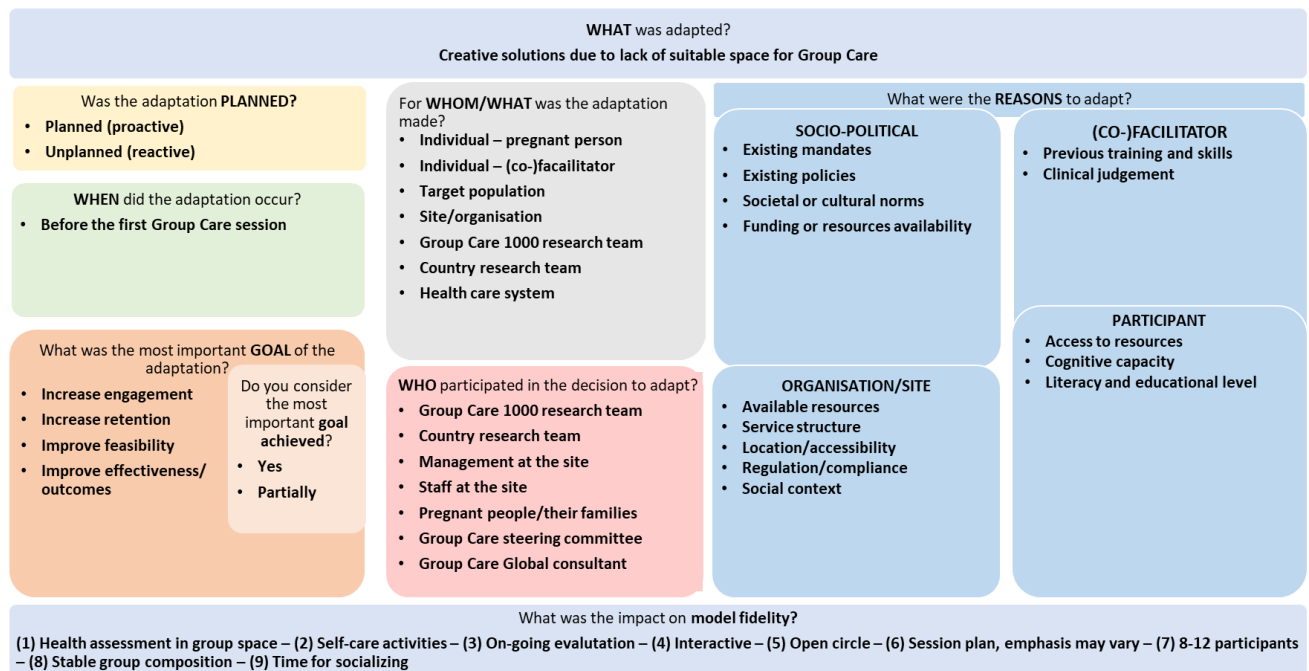 WHAT was adapted?
Creative solutions due to lack of suitable space for Group Care
Was the adaptation PLANNED?
• Planned (proactive)
• Unplanned (reactive)
WHEN did the adaptation occur?
• Before the first Group Care session
What was the most important GOAL of the
adaptation?
• Increase engagement
• Increase retention
• Improve feasibility
• Improve effectiveness/
outcomes
Do you consider
the most
important goal
achieved?
• Yes
• Partially
For WHOM/WHAT was the adaptation
made?
• Individual – pregnant person
• Individual – (co-)facailitator
• Target population
• Site/organisation
• Group Care 1000 research team
• Country research team
• Health care system
WHO participated in the decision to adapt?
• Group Care 1000 research team
• Country research team
• Management at the site
• Staff at the site
• Pregnant people/their families
• Group Care steering committee
• Group Care Global consultant
What were the REASONS to adapt?
SOCIO-POLITICAL
• Existing mandates
• Existing policies
• Societal or cultural norms
• Funding or resources availability
(CO-)FACILITATOR
• Previous training and skills
• Clinical judgement
ORGANISATION/SITE
• Available resources
• Service structure
• Location/accessibility
• Regulation/compliance
• Social context
PARTICIPANT
• Access to resources
• Cognitive capacity
• Literacy and educational level
What was the impact on model fidelity?
(1) Health assessment in group space – (2) Self-care activities – (3) On-going evalutation – (4) Interactive – (5) Open circle – (6) Session plan, emphasis may vary – (7) 8-12 participants
– (8) Stable group composition – (9) Time for socializing